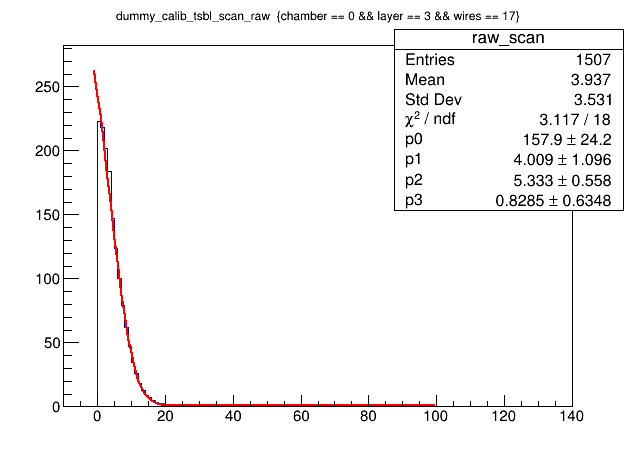 dummy_calib_tsbl_scan_raw {chamber == 0 && layer == 3 && wires == 17}
raw_scan
Entries 1507
Mean 3.937
Std Dev 3.531
χ² / ndf 3.117 / 18
p0 157.9 ± 24.2
p1 4.009 ± 1.096
p2 5.333 ± 0.558
p3 0.8285 ± 0.6348
250
200
150
100
50
0
0 20 40 60 80 100 120 140